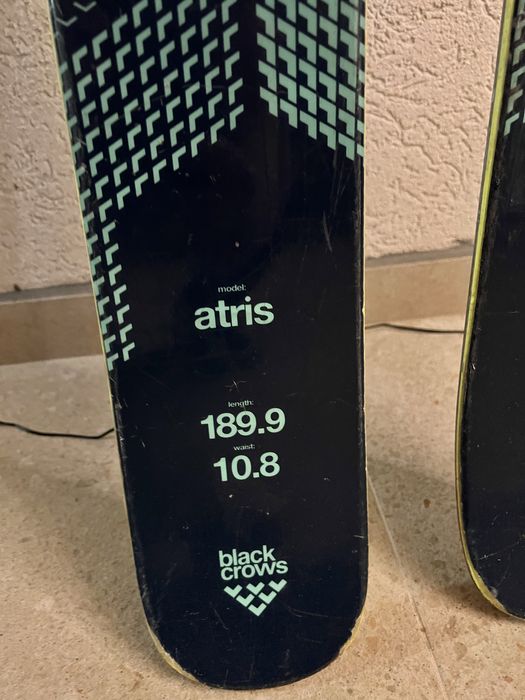 model:
atris
length:
189.9
waist:
10.8
black
crows